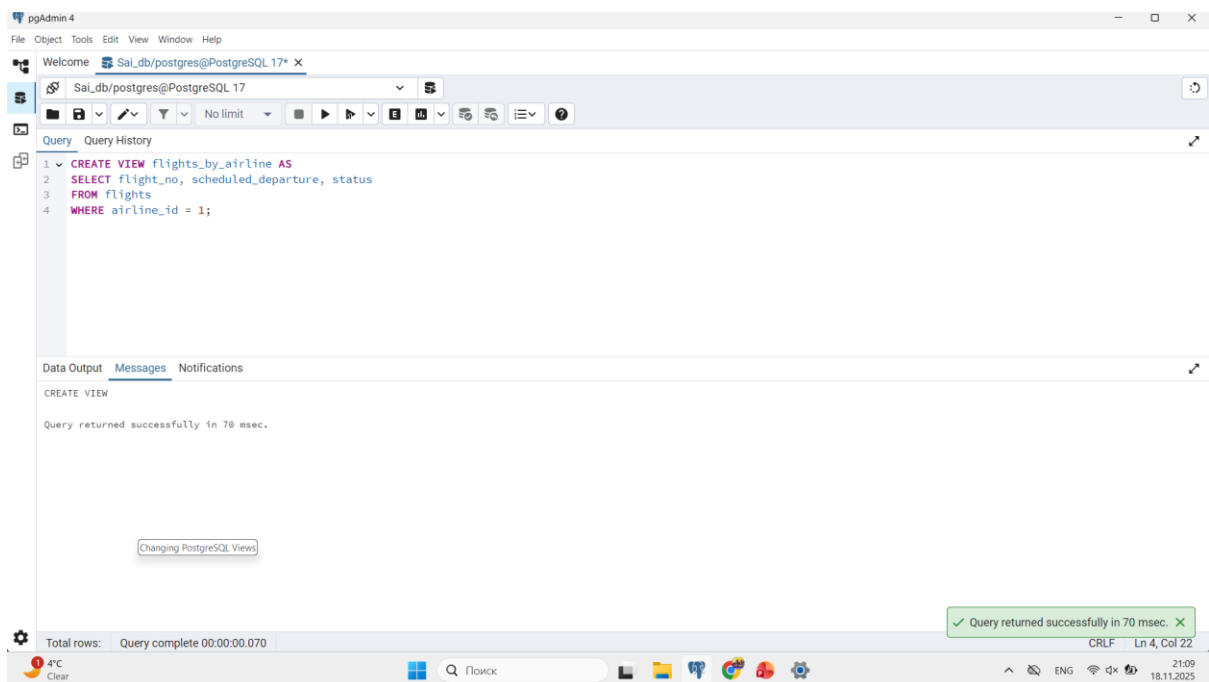 pgAdmin 4
File Object Tools Edit View Window Help
Welcome Sai_db/postgres@PostgreSQL 17*
Sai_db/postgres@PostgreSQL 17
No limit
E
Query Query History
1 CREATE VIEW flights_by_airline AS
2 SELECT flight_no, scheduled_departure, status
3 FROM flights
4 WHERE airline_id = 1;
Data Output Messages Notifications
CREATE VIEW
Query returned successfully in 70 msec.
Changing PostgreSQL Views
Query returned successfully in 70 msec.
Total rows: Query complete 00:00:00.070 CRLF Ln 4, Col 22
1 4°C
Clear
Поиск
ENG 21:09
18.11.2025